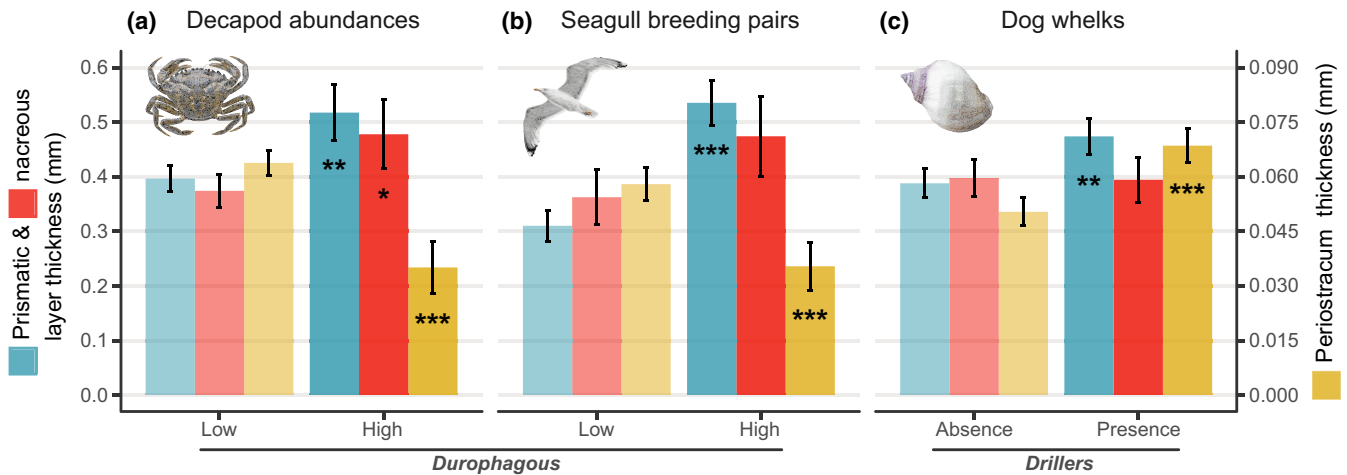 (a) Decapod abundances
(b) Seagull breeding pairs
(c) Dog whelks
Prismatic & nacreous
layer thickness (mm)
0.6
0.5
0.4
0.3
0.2
0.1
0.0
**
*
***
***
***
**
***
0.090
0.075
0.060
0.045
0.030
0.015
0.000
Periostracum thickness (mm)
Low High
Low High
Absence Presence
Durophagous
Drillers